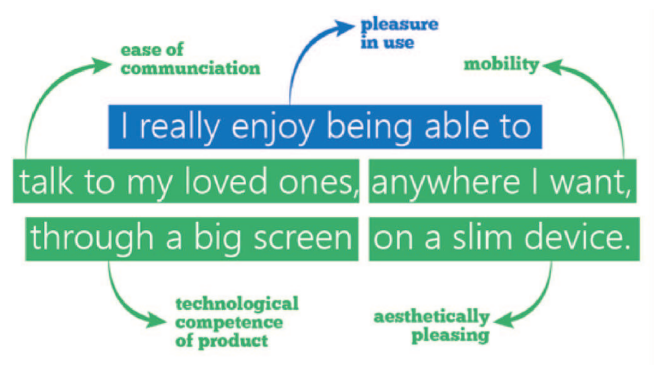 pleasure
in use
ease of
communciation
mobility
I really enjoy being able to
talk to my loved ones, anywhere I want,
through a big screen on a slim device.
technological
competence
of product
aesthetically
pleasing